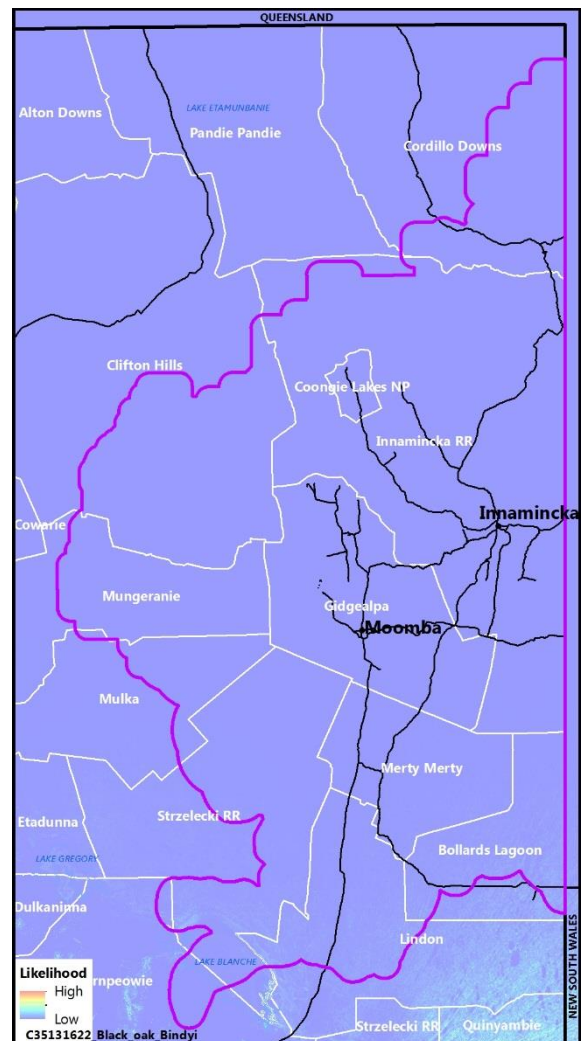 QUEENSLAND
LAKE ETAMUNBANIE
Alton Downs
Pandie Pandie
Cordillo Downs
Clifton Hills
Coongie Lakes NP
Innamincka RR
Innamincka
Cowarie
Mungeranie
Gidgealpa
Moomba
Mulka
Merty Merty
Etadunna
Strzelecki RR
LAKE GREGORY
Bollards Lagoon
Dulkaninna
Lindon
LAKE BLANCHE
NEW SOUTH WALES
Likelihood
High
Low
rnpeowie
Strzelecki RR
Quinyambie
C35131622_Black_oak_Bindyi